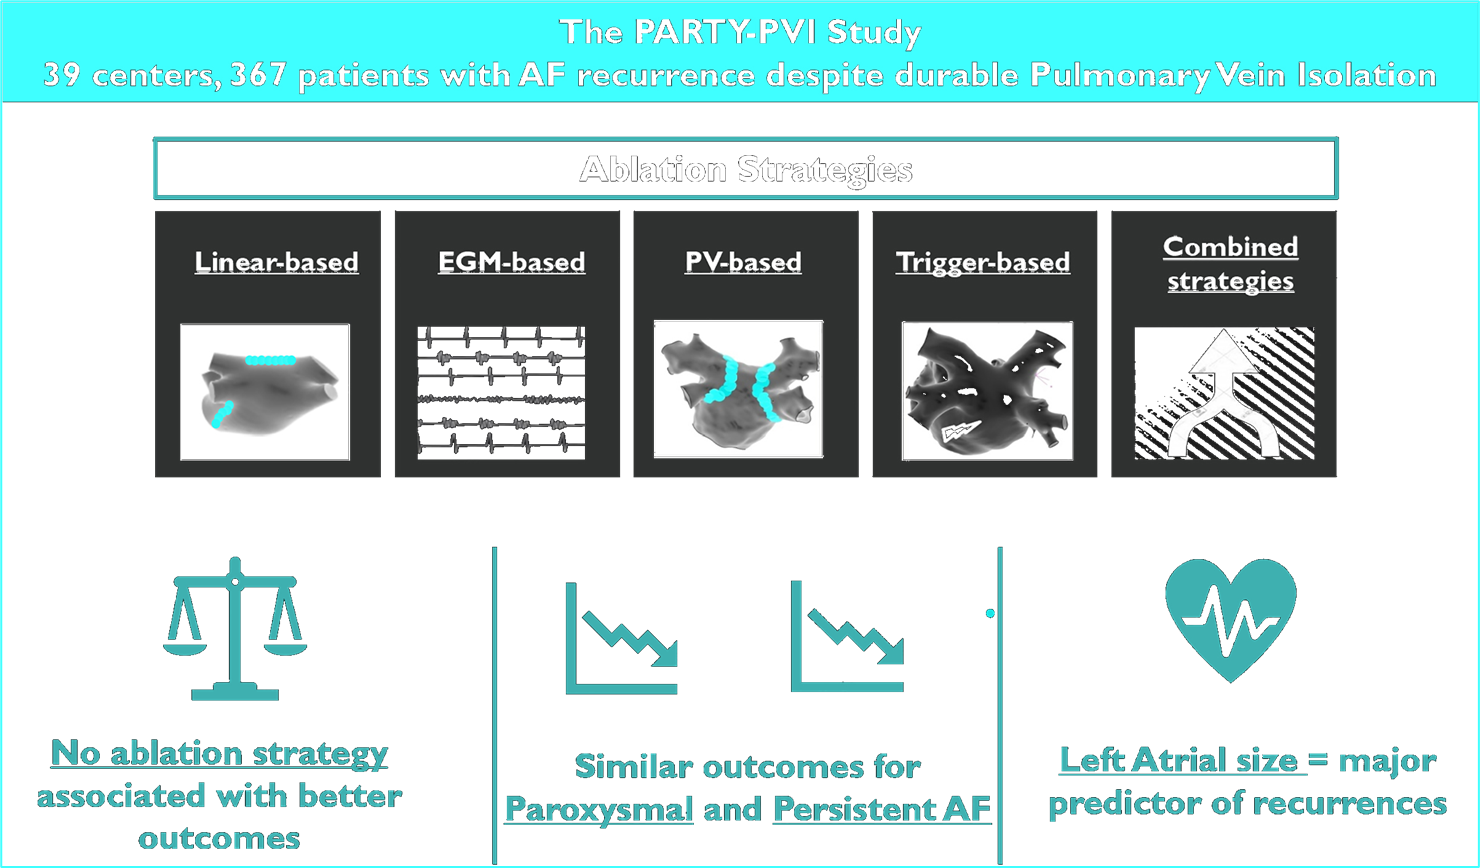 The PARTY-PVI Study
39 centers, 367 patients with AF recurrence despite durable Pulmonary Vein Isolation
Ablation Strategies
Linear-based
EGM-based
PV-based
Trigger-based
Combined
strategies
No ablation strategy
associated with better
outcomes
Similar outcomes for
Paroxysmal and Persistent AF
Left Atrial size = major
predictor of recurrences